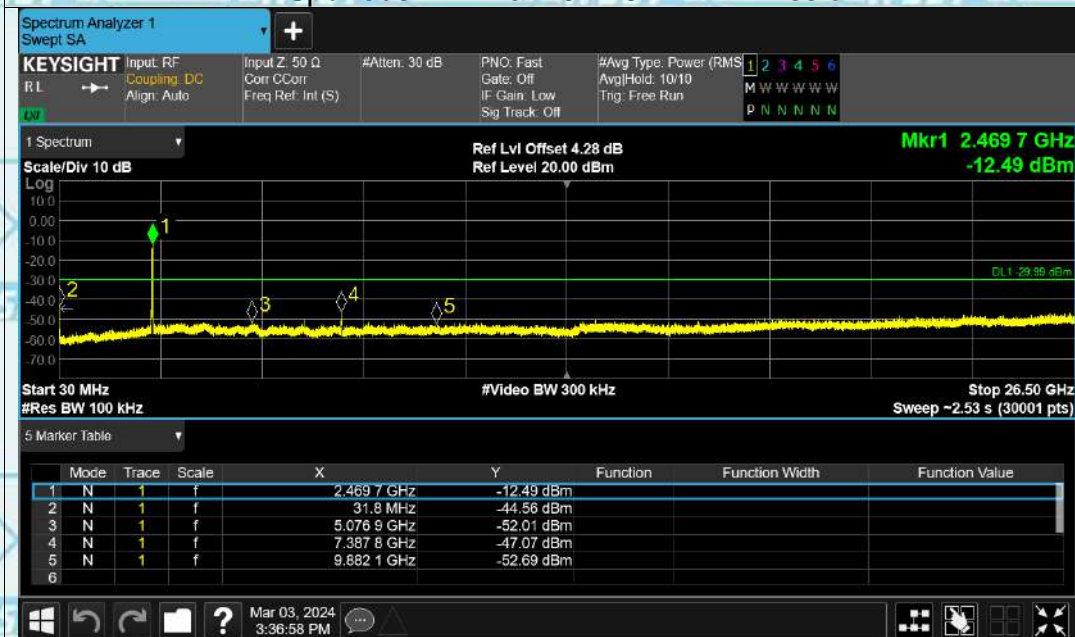 Spectrum Analyzer 1
Swept SA
+
KEYSIGHT
RL
LXI
Input: RF
Coupling: DC
Align: Auto
Input Z: 50 Ω
Corr CCorr
Freq Ref: Int (S)
#Atten: 30 dB
PNO: Fast
Gate: Off
IF Gain: Low
Sig Track: Off
#Avg Type: Power (RMS
Avg|Hold: 10/10
Trig: Free Run
1 2 3 4 5 6
M W W W W W
P N N N N N
1 Spectrum
Scale/Div 10 dB
Ref Lvl Offset 4.28 dB
Ref Level 20.00 dBm
Mkr1 2.469 7 GHz
-12.49 dBm
Log
10.0
0.00
-10.0
-20.0
-30.0
-40.0
-50.0
-60.0
-70.0
1
2
3
4
5
DL1 -29.99 dBm
Start 30 MHz
#Video BW 300 kHz
Stop 26.50 GHz
#Res BW 100 kHz
Sweep ~2.53 s (30001 pts)
5 Marker Table
Mode Trace Scale X Y Function Function Width Function Value
1 N 1 f 2.469 7 GHz -12.49 dBm
2 N 1 f 31.8 MHz -44.56 dBm
3 N 1 f 5.076 9 GHz -52.01 dBm
4 N 1 f 7.387 8 GHz -47.07 dBm
5 N 1 f 9.882 1 GHz -52.69 dBm
6
?
Mar 03, 2024
3:36:58 PM